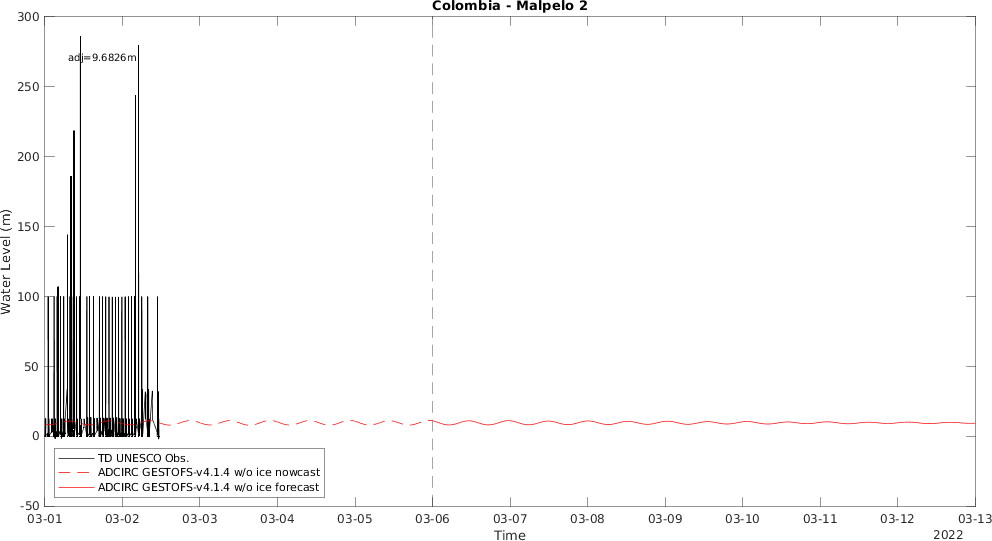 Colombia - Malpelo 2
300
250
200
150
100
50
0
-50
Water Level (m)
adj=9.6826m
TD UNESCO Obs.
ADCIRC GESTOFS-v4.1.4 w/o ice nowcast
ADCIRC GESTOFS-v4.1.4 w/o ice forecast
03-01 03-02 03-03 03-04 03-05 03-06 03-07 03-08 03-09 03-10 03-11 03-12 03-13
Time
2022